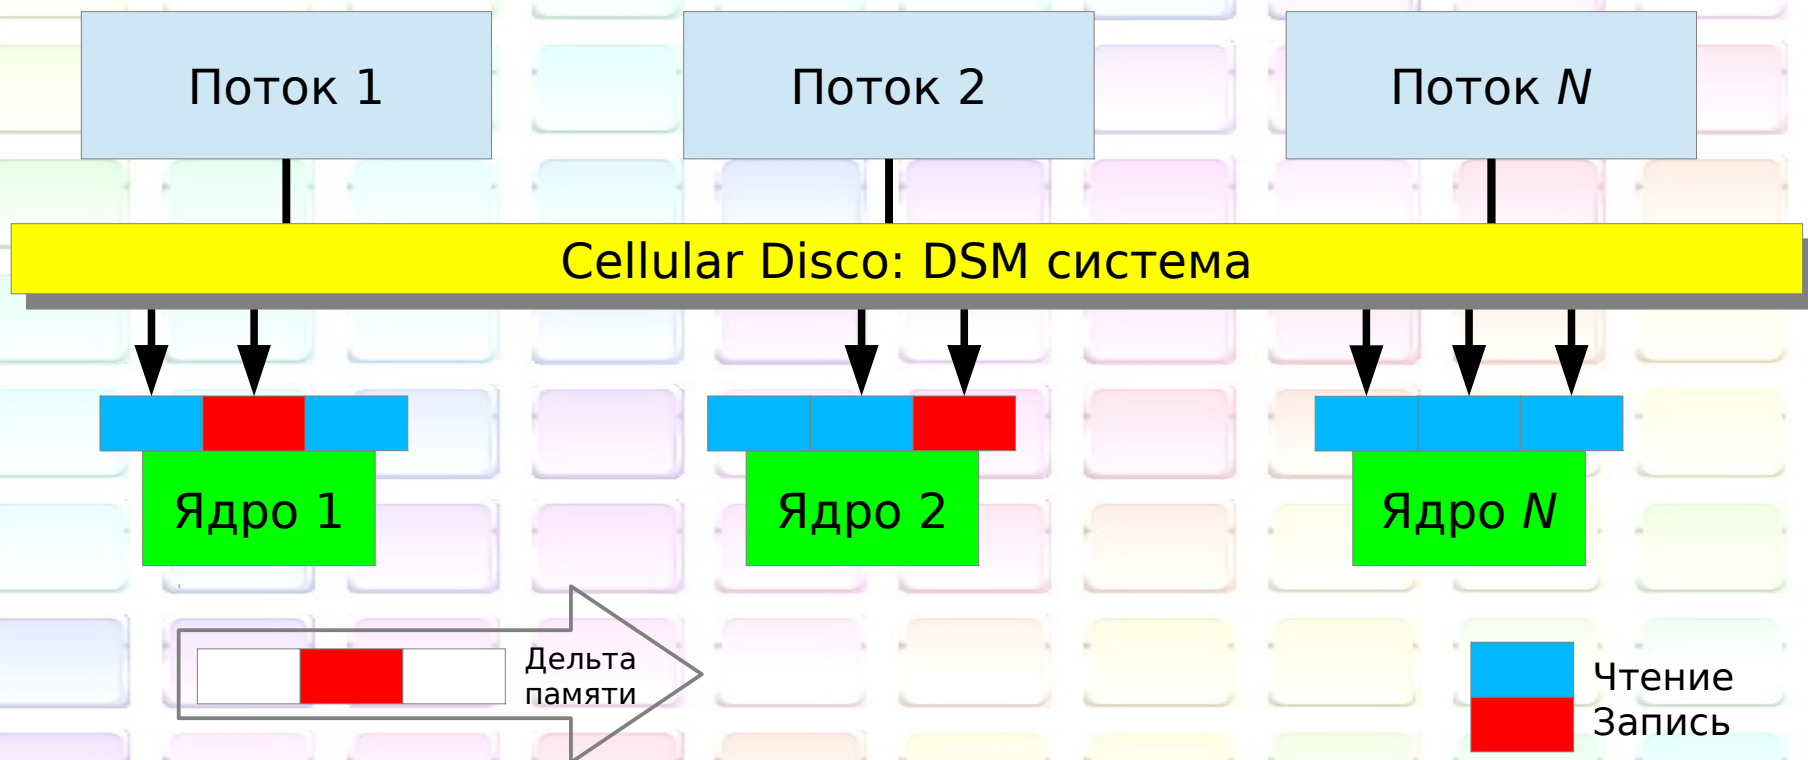 Поток 1
Поток 2
Поток N
Cellular Disco: DSM система
Ядро 1
Ядро 2
Ядро N
Дельта
памяти
Чтение
Запись